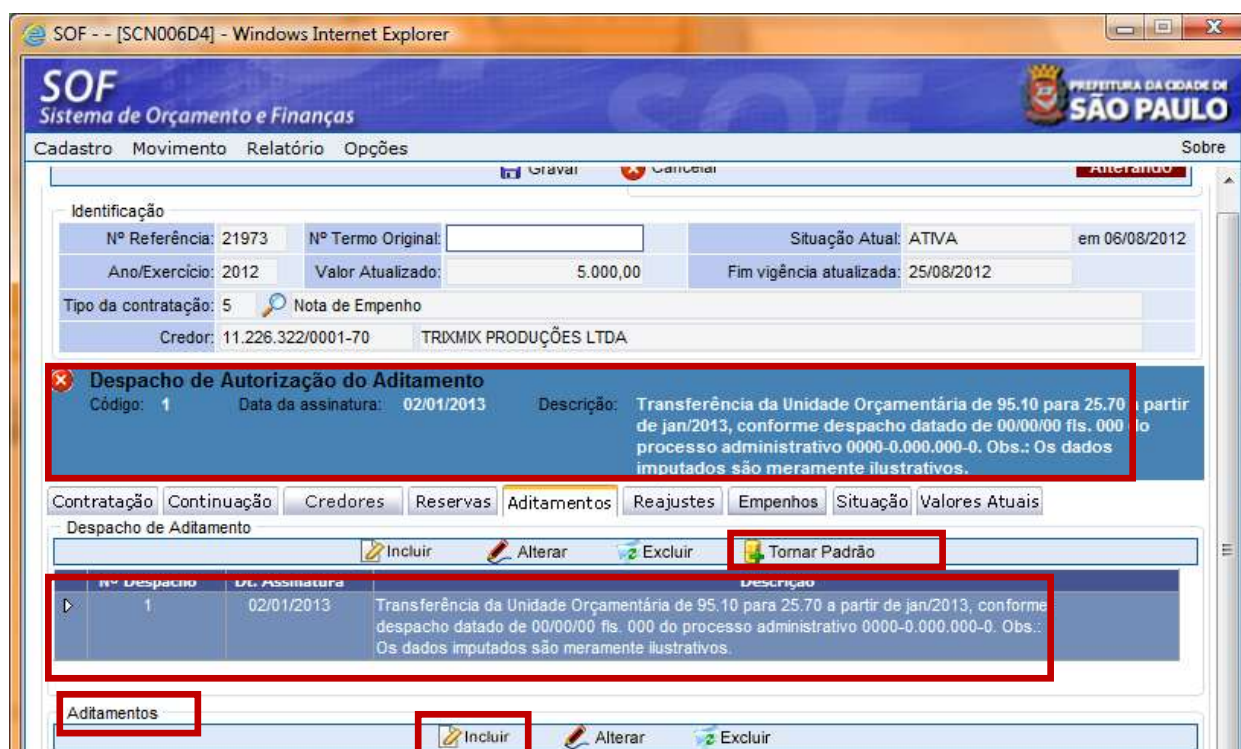 SOF - - [SCN006D4] - Windows Internet Explorer
SOF
Sistema de Orçamento e Finanças
PREFEITURA DA CIDADE DE
SÃO PAULO
Cadastro Movimento Relatório Opções Sobre
Gravar Cancelar Alterando
Identificação
Nº Referência: 21973 Nº Termo Original: Situação Atual: ATIVA em 06/08/2012
Ano/Exercício: 2012 Valor Atualizado: 5.000,00 Fim vigência atualizada: 25/08/2012
Tipo da contratação: 5 Nota de Empenho
Credor: 11.226.322/0001-70 TRIXMIX PRODUÇÕES LTDA
Despacho de Autorização do Aditamento
Código: 1 Data da assinatura: 02/01/2013 Descrição: Transferência da Unidade Orçamentária de 95.10 para 25.70 a partir
de jan/2013, conforme despacho datado de 00/00/00 fls. 000 do
processo administrativo 0000-0.000.000-0. Obs.: Os dados
imputados são meramente ilustrativos.
Contratação Continuação Credores Reservas Aditamentos Reajustes Empenhos Situação Valores Atuais
Despacho de Aditamento
Incluir Alterar Excluir Tornar Padrão
Nº Despacho Dt. Assinatura Descrição
1 02/01/2013 Transferência da Unidade Orçamentária de 95.10 para 25.70 a partir de jan/2013, conforme
despacho datado de 00/00/00 fls. 000 do processo administrativo 0000-0.000.000-0. Obs.:
Os dados imputados são meramente ilustrativos.
Aditamentos
Incluir Alterar Excluir